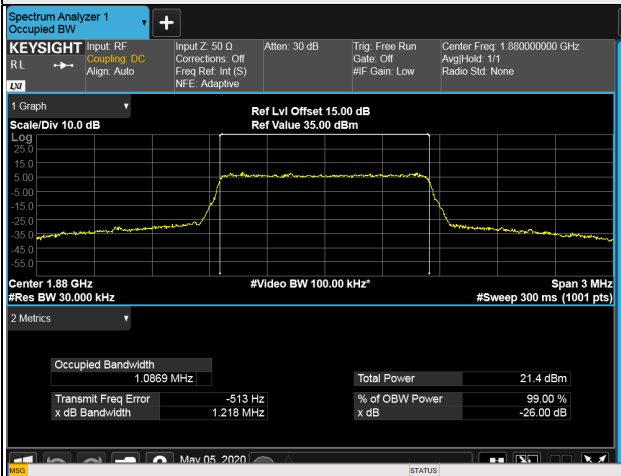 Spectrum Analyzer 1
Occupied BW
KEYSIGHT
R L
LXI
Input: RF
Coupling: DC
Align: Auto
Input Z: 50 Ω
Corrections: Off
Freq Ref: Int (S)
NFE: Adaptive
Atten: 30 dB
Trig: Free Run
Gate: Off
#IF Gain: Low
Center Freq: 1.880000000 GHz
Avg|Hold: 1/1
Radio Std: None
1 Graph
Scale/Div 10.0 dB
Ref Lvl Offset 15.00 dB
Ref Value 35.00 dBm
Log
25.0
15.0
5.00
-5.00
-15.0
-25.0
-35.0
-45.0
-55.0
Center 1.88 GHz
#Video BW 100.00 kHz*
Span 3 MHz
#Res BW 30.000 kHz
#Sweep 300 ms (1001 pts)
2 Metrics
Occupied Bandwidth
1.0869 MHz
Total Power 21.4 dBm
Transmit Freq Error -513 Hz
% of OBW Power 99.00 %
x dB Bandwidth 1.218 MHz
x dB -26.00 dB
May 05, 2020
MSG
STATUS